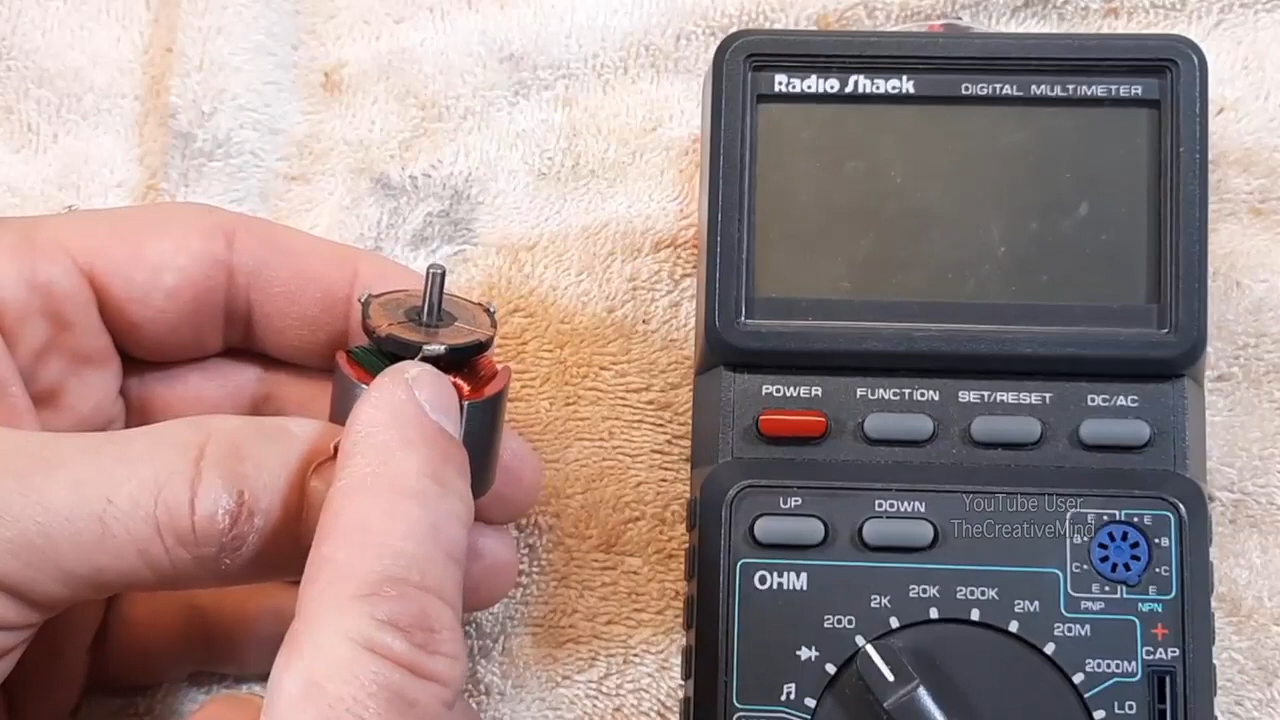 Radio Shack DIGITAL MULTIMETER
POWER FUNCTION SET/RESET DC/AC
UP DOWN
YouTube User
TheCreativeMind
OHM
200 2K 20K 200K 2M 20M 2000M
E E
B B
C C
E E
PNP NPN
+
CAP
LO